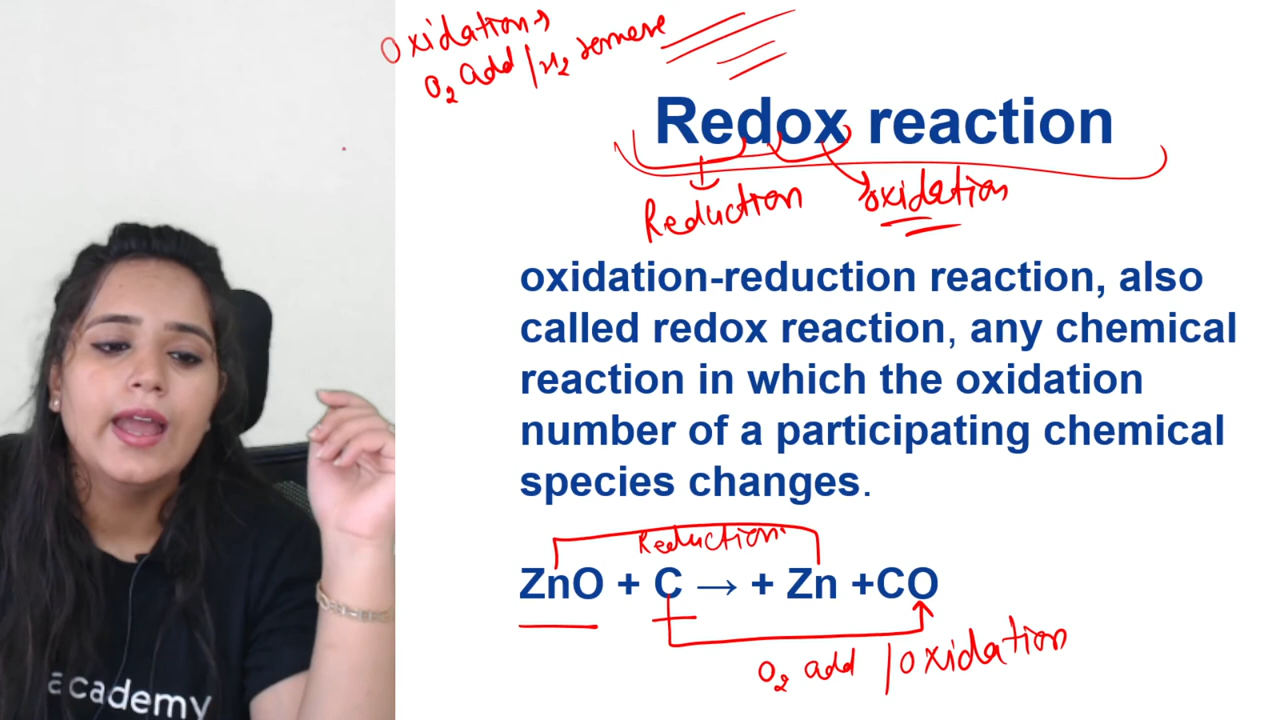 Oxidation →
O2 add / H2 remove
Redox reaction
Reduction
oxidation
oxidation-reduction reaction, also
called redox reaction, any chemical
reaction in which the oxidation
number of a participating chemical
species changes.
Reduction
ZnO + C → + Zn +CO
O2 add / Oxidation
academy